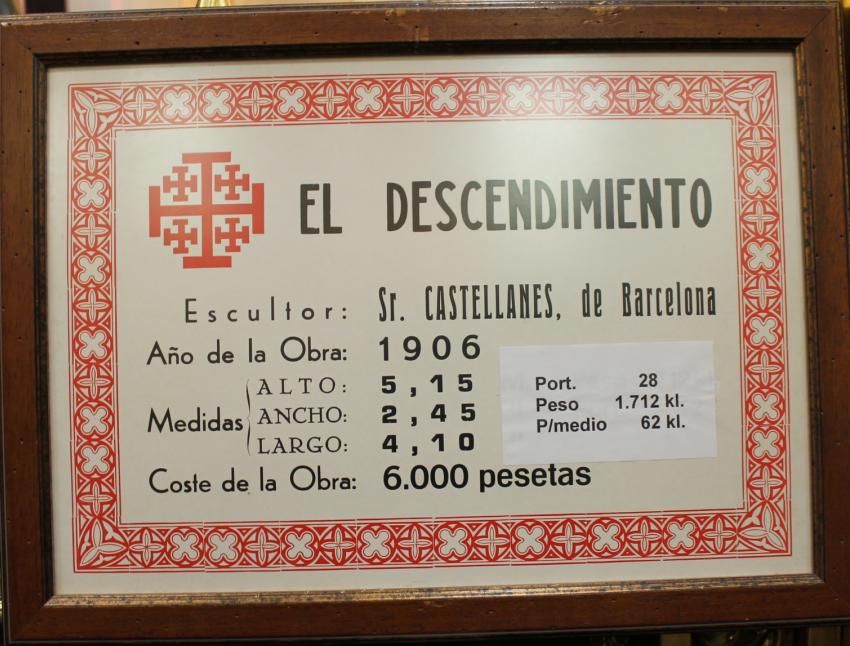 EL DESCENDIMIENTO
Escultor: Sr. CASTELLANES, de Barcelona
Año de la Obra: 1906
Medidas
ALTO: 5,15
ANCHO: 2,45
LARGO: 4,10
Coste de la Obra: 6.000 pesetas
Port. 28
Peso 1.712 kl.
P/medio 62 kl.